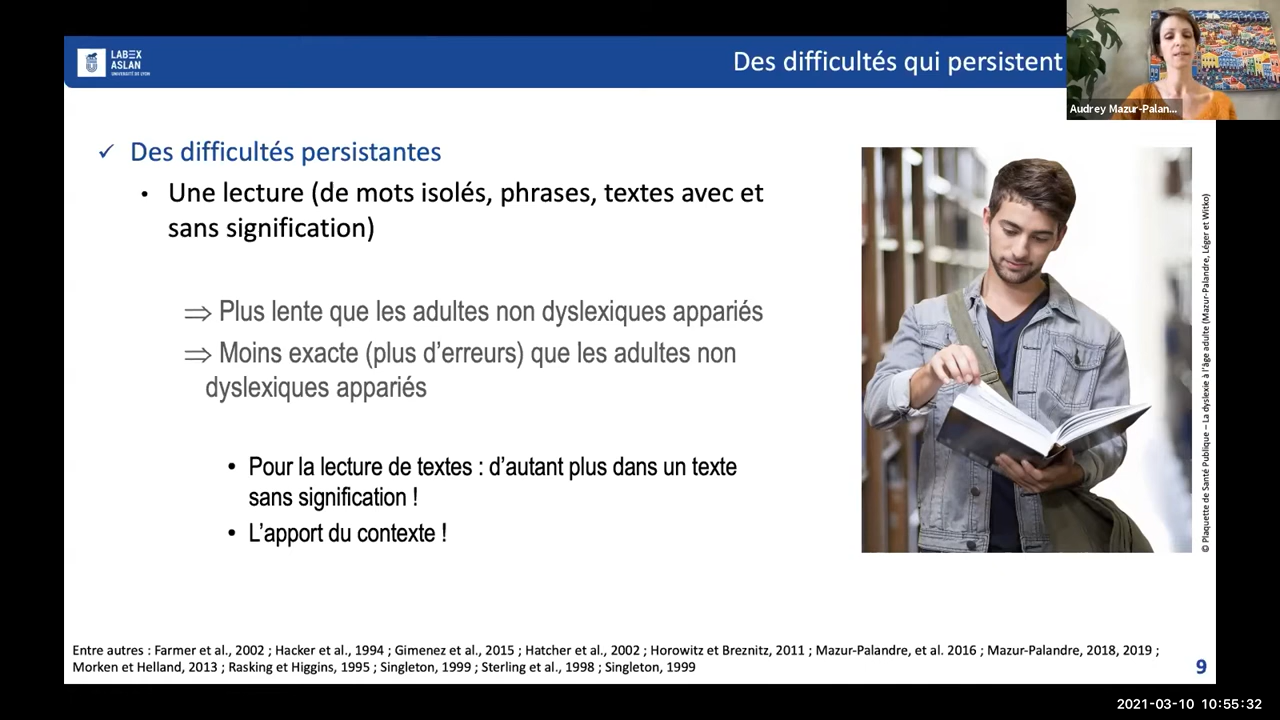 LABEX
ASLAN
UNIVERSITÉ DE LYON
Des difficultés qui persistent
Audrey Mazur-Palan...
✓ Des difficultés persistantes
• Une lecture (de mots isolés, phrases, textes avec et
sans signification)
⇒ Plus lente que les adultes non dyslexiques appariés
⇒ Moins exacte (plus d'erreurs) que les adultes non
dyslexiques appariés
• Pour la lecture de textes : d'autant plus dans un texte
sans signification !
• L'apport du contexte !
© Plaquette de Santé Publique – La dyslexie à l'âge adulte (Mazur-Palandre, Léger et Witko)
Entre autres : Farmer et al., 2002 ; Hacker et al., 1994 ; Gimenez et al., 2015 ; Hatcher et al., 2002 ; Horowitz et Breznitz, 2011 ; Mazur-Palandre, et al. 2016 ; Mazur-Palandre, 2018, 2019 ;
Morken et Helland, 2013 ; Rasking et Higgins, 1995 ; Singleton, 1999 ; Sterling et al., 1998 ; Singleton, 1999
9
2021-03-10 10:55:32